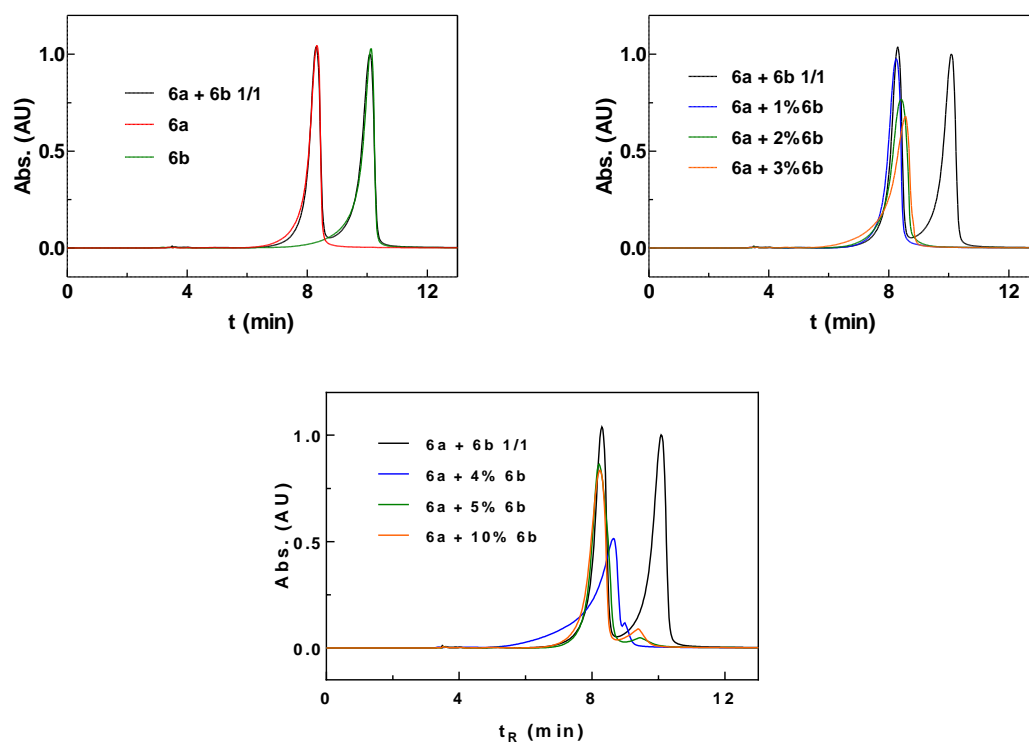 Abs. (AU)
1.0
0.5
0.0
6a + 6b 1/1
6a
6b
0 4 8 12
t (min)
Abs. (AU)
1.0
0.5
0.0
6a + 6b 1/1
6a + 1%6b
6a + 2%6b
6a + 3%6b
0 4 8 12
t (min)
Abs. (AU)
1.0
0.5
0.0
6a + 6b 1/1
6a + 4% 6b
6a + 5% 6b
6a + 10% 6b
0 4 8 12
tR (min)